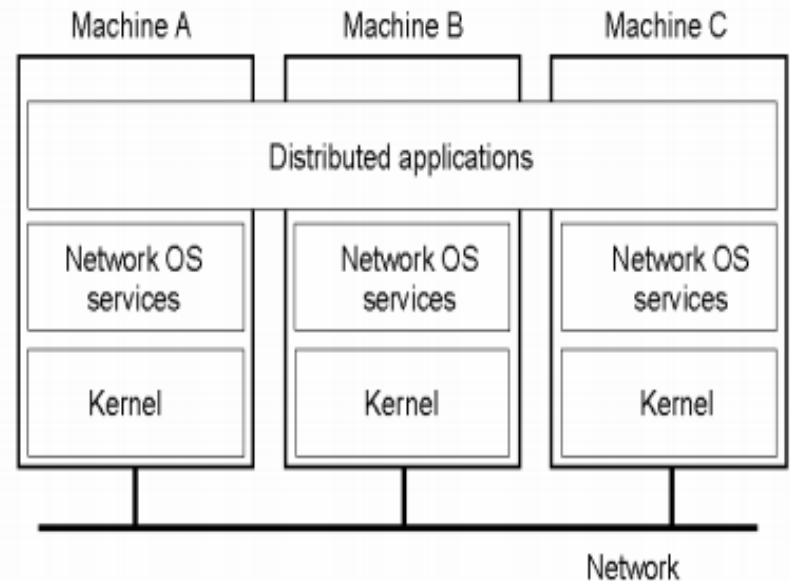 Machine A
Machine B
Machine C
Distributed applications
Network OS
services
Network OS
services
Network OS
services
Kernel
Kernel
Kernel
Network